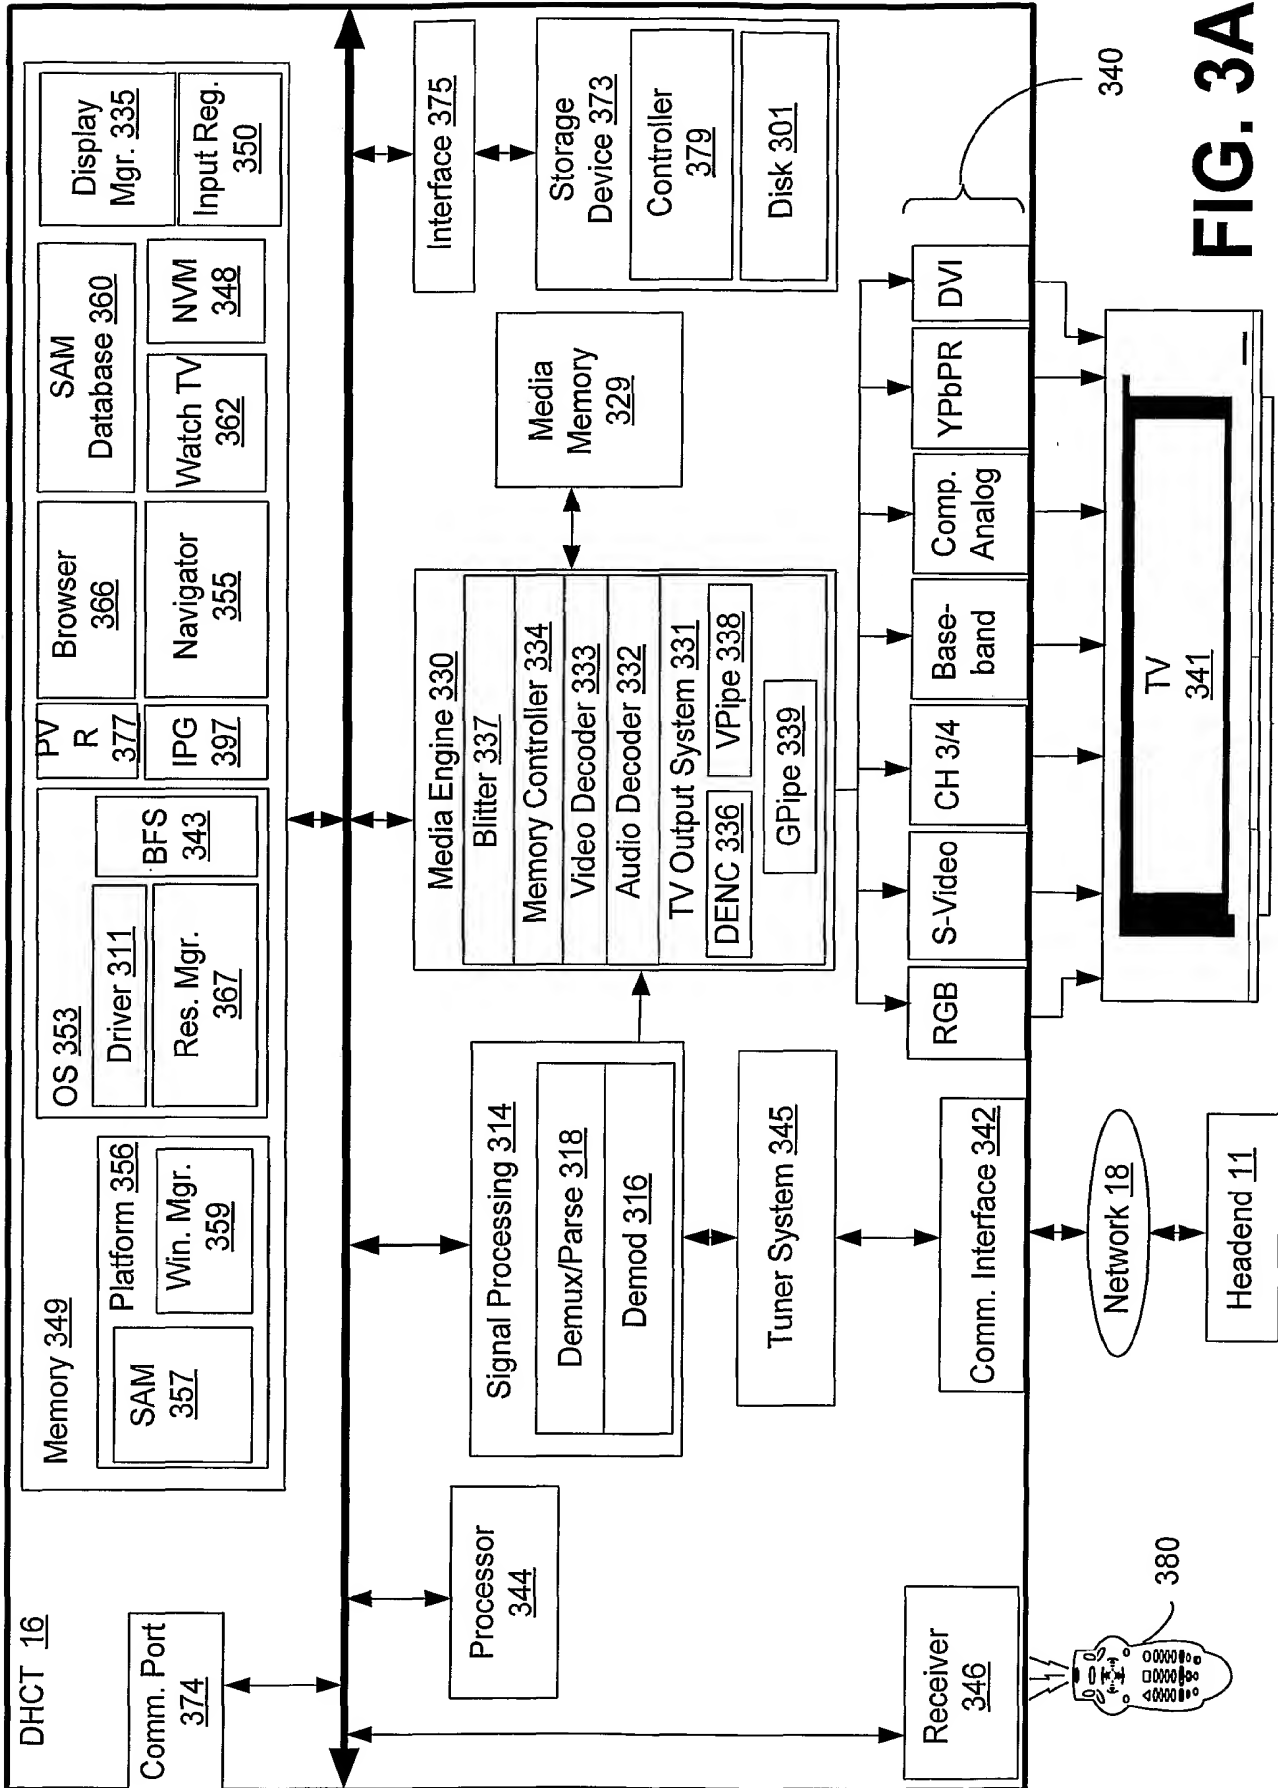 DHCT 16
Comm. Port
374
Memory 349
Platform 356
SAM
357
Win. Mgr.
359
OS 353
Driver 311
Res. Mgr.
367
BFS
343
PV
R
377
IPG
397
Browser
366
Navigator
355
SAM
Database 360
Watch TV
362
NVM
348
Display
Mgr. 335
Input Reg.
350
Processor
344
Signal Processing 314
Demux/Parse 318
Demod 316
Tuner System 345
Comm. Interface 342
Media Engine 330
Blitter 337
Memory Controller 334
Video Decoder 333
Audio Decoder 332
TV Output System 331
DENC 336
VPipe 338
GPipe 339
Media
Memory
329
Interface 375
Storage
Device 373
Controller
379
Disk 301
Receiver
346
RGB
S-Video
CH 3/4
Base-
band
Comp.
Analog
YPbPR
DVI
340
380
Network 18
Headend 11
TV
341
FIG. 3A